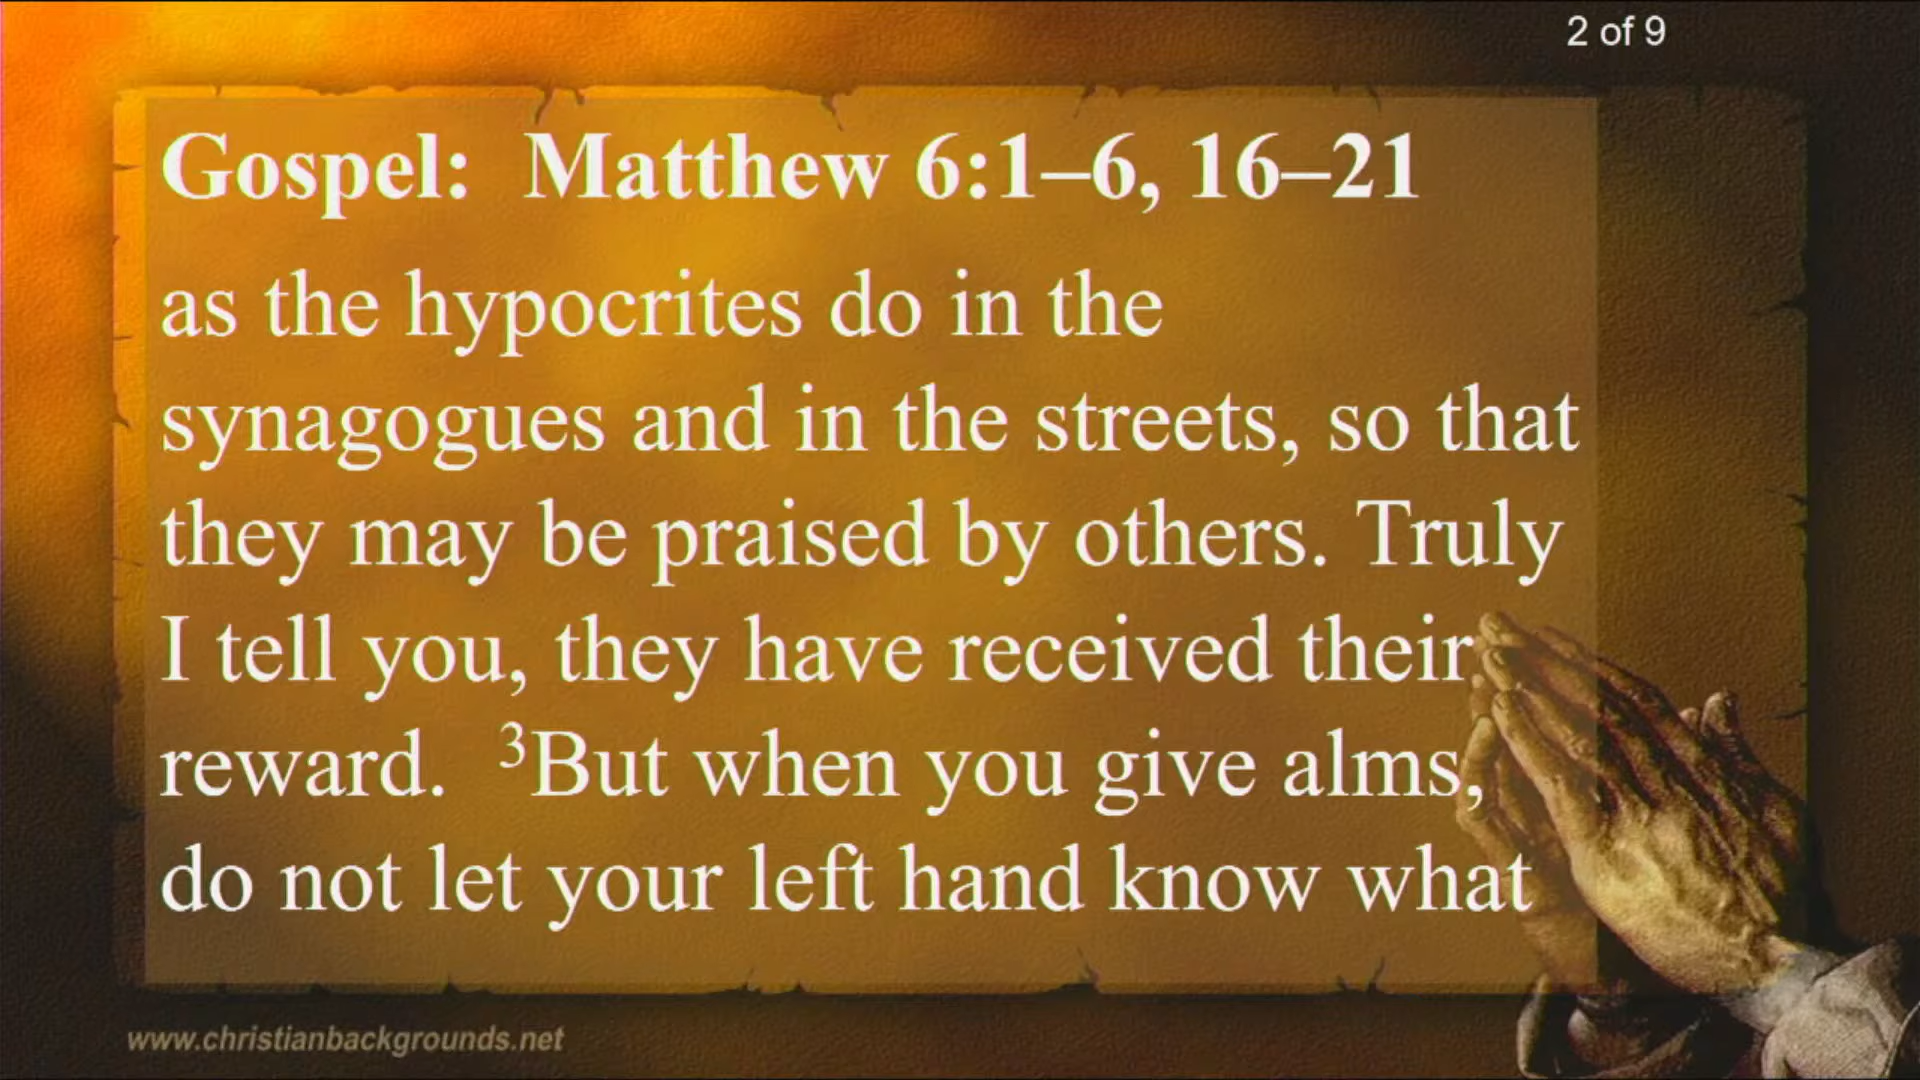 2 of 9
Gospel: Matthew 6:1–6, 16–21
as the hypocrites do in the
synagogues and in the streets, so that
they may be praised by others. Truly
I tell you, they have received their
reward. ³But when you give alms,
do not let your left hand know what
www.christianbackgrounds.net